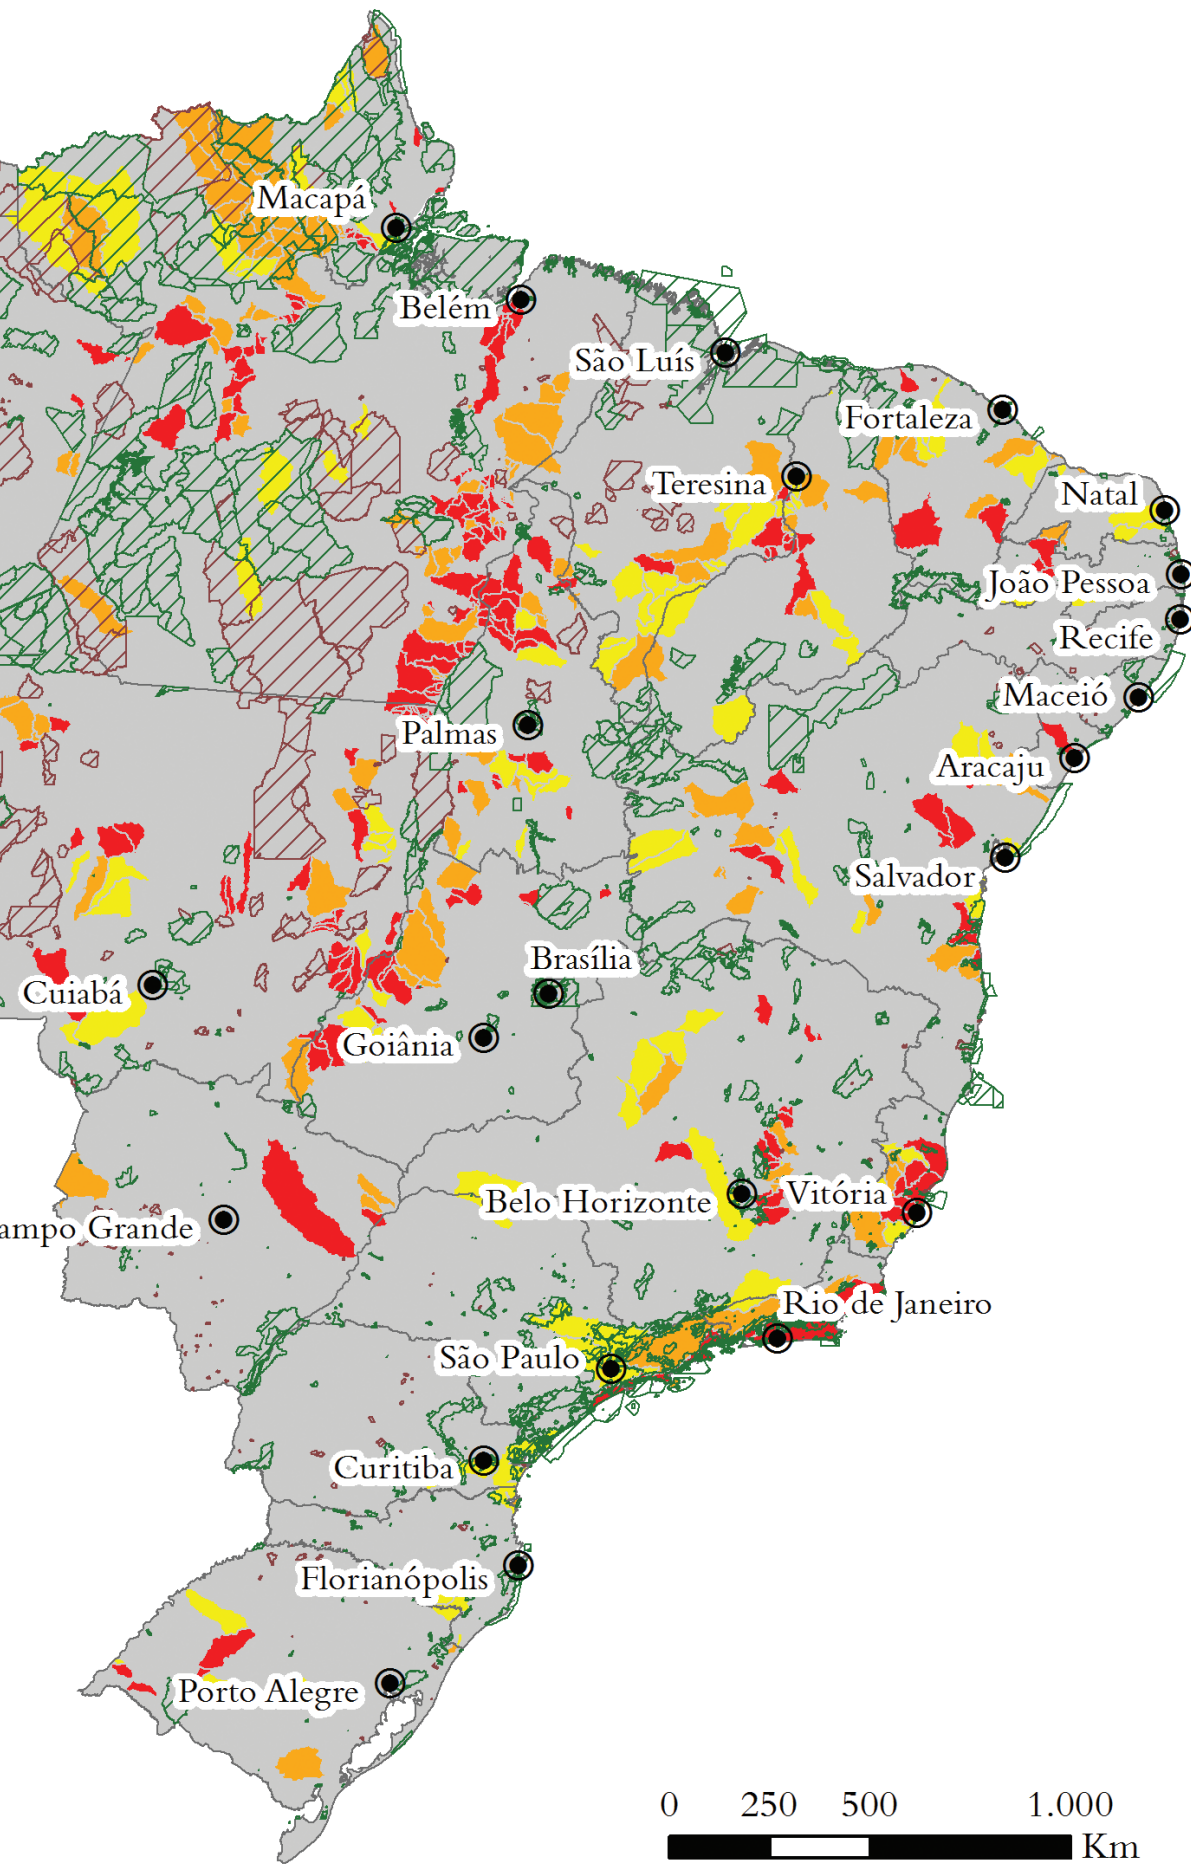 Macapá
Belém
São Luís
Fortaleza
Teresina
Natal
João Pessoa
Recife
Maceió
Palmas
Aracaju
Salvador
Brasília
Cuiabá
Goiânia
Belo Horizonte
Vitória
ampo Grande
Rio de Janeiro
São Paulo
Curitiba
Florianópolis
Porto Alegre
0 250 500 1.000
Km